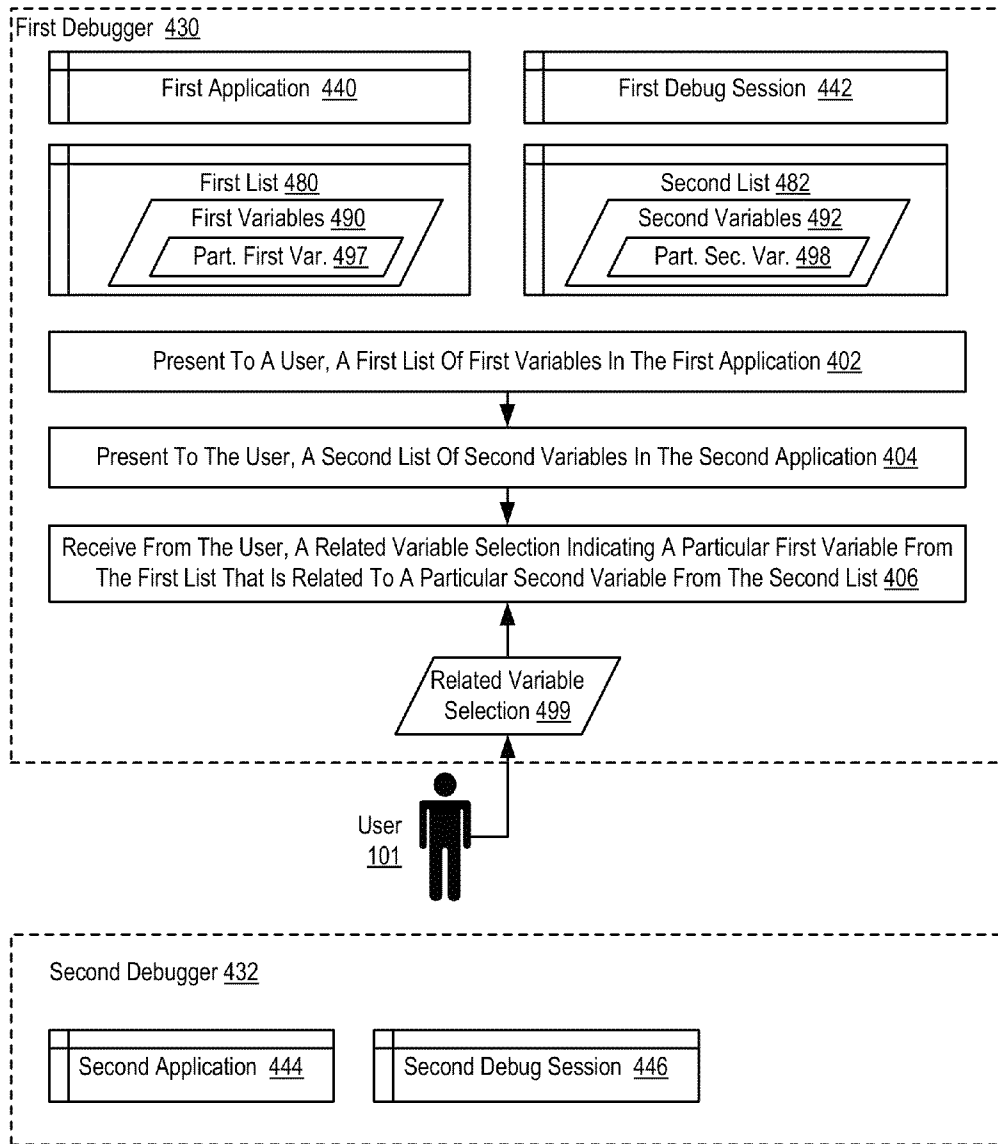 First Debugger 430
First Application 440
First Debug Session 442
First List 480
First Variables 490
Part. First Var. 497
Second List 482
Second Variables 492
Part. Sec. Var. 498
Present To A User, A First List Of First Variables In The First Application 402
Present To The User, A Second List Of Second Variables In The Second Application 404
Receive From The User, A Related Variable Selection Indicating A Particular First Variable From
The First List That Is Related To A Particular Second Variable From The Second List 406
Related Variable
Selection 499
User
101
Second Debugger 432
Second Application 444
Second Debug Session 446